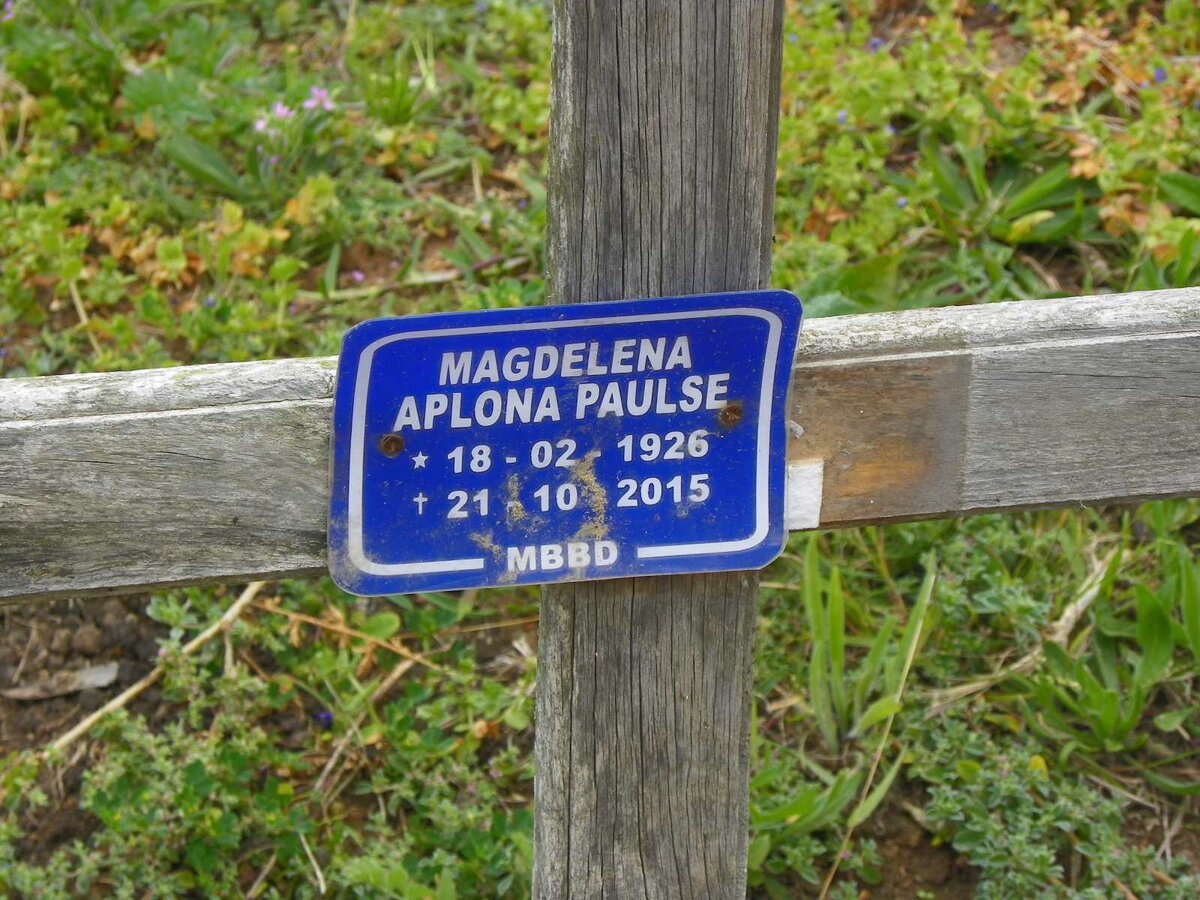 MAGDELENA
APLONA PAULSE
★ 18 - 02 - 1926
✝ 21 - 10 2015
MBBD